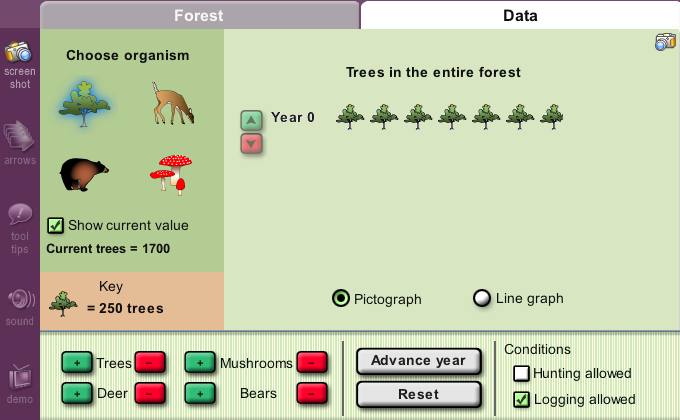 Forest
Data
screen
shot
arrows
tool
tips
sound
demo
Choose organism
Show current value
Current trees = 1700
Key
= 250 trees
Trees in the entire forest
Year 0
Pictograph
Line graph
+ Trees −
+ Mushrooms −
+ Deer −
+ Bears −
Advance year
Reset
Conditions
Hunting allowed
Logging allowed